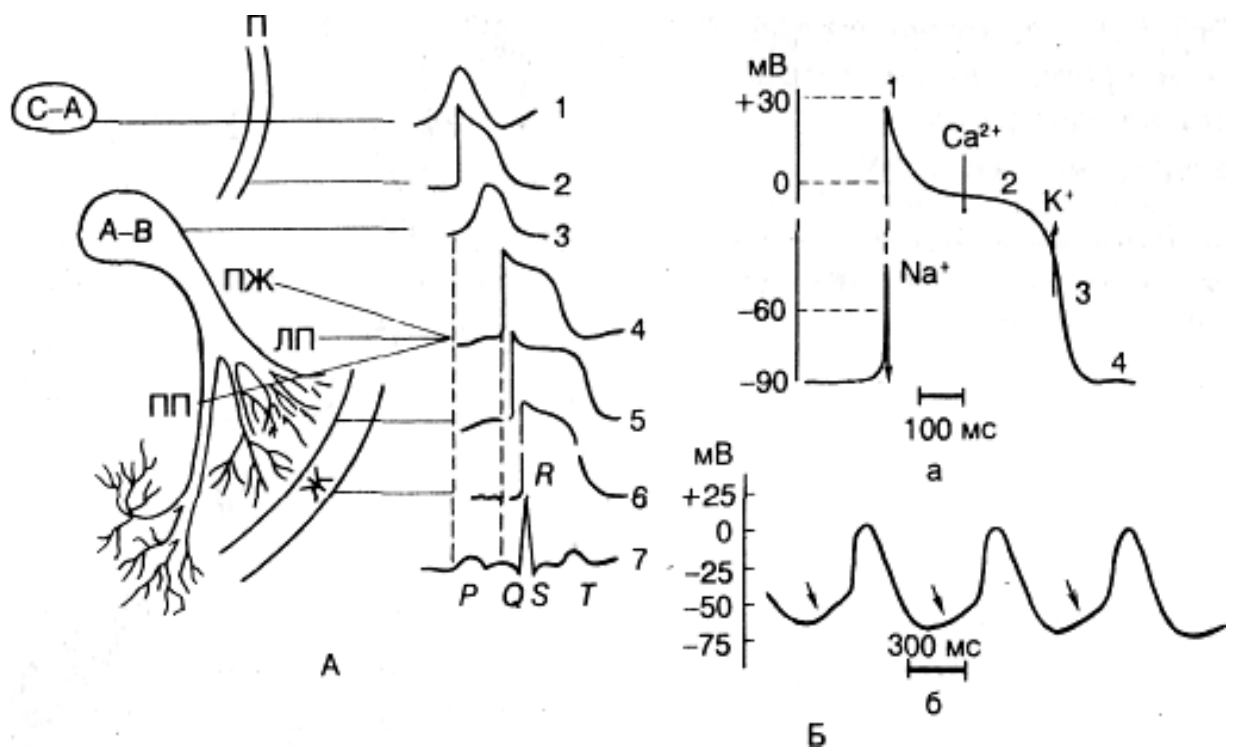 П
С–А
1
2
А–В
3
ПЖ
ЛП
4
ПП
5
Ж
R
6
7
P Q S T
А
мВ
1
+30
Ca²⁺
0
2
K⁺
Na⁺
−60
3
−90
4
100 мс
а
мВ
+25
0
−25
−50
−75
300 мс
б
Б